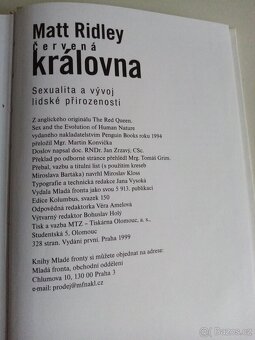 Matt Ridley
červená
královna
Sexualita a vývoj
lidské přirozenosti
Z anglického originálu The Red Queen.
Sex and the Evolution of Human Nature
vydaného nakladatelstvem Penguin Books roku 1994
přeložil Mgr. Martin Konvička
Doslov napsal doc. RNDr. Jan Zrzavý, CSc.
Překlad po odborné stránce přehlédl Mag. Tomáš Grim.
Přebal, vazbu a titulní list (s použitím kreseb
Miroslava Bartáka) navrhl Miroslav Kloss
Typografie a technická redakce Jana Vysoká
Vydala Mladá fronta jako svou 5 913. publikaci
Edice Kolumbus, svazek 150
Odpovědná redaktorka Věra Amelová
Výtvarný redaktor Bohuslav Holý
Tisk a vazba MTZ – Tiskárna Olomouc, a. s.,
Studentská 5, Olomouc
328 stran. Vydání první. Praha 1999
Knihy Mladé fronty si můžete objednat na adrese:
Mladá fronta, obchodní oddělení
Chlumova 10, 130 00 Praha 3
e-mail: prodej@mfnakl.cz
Sbazos.cz